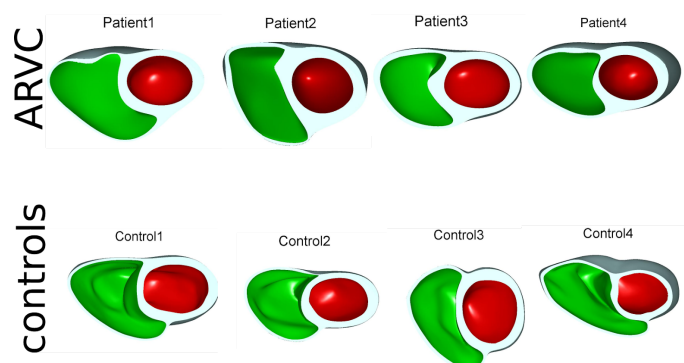 ARVC
Patient1
Patient2
Patient3
Patient4
controls
Control1
Control2
Control3
Control4